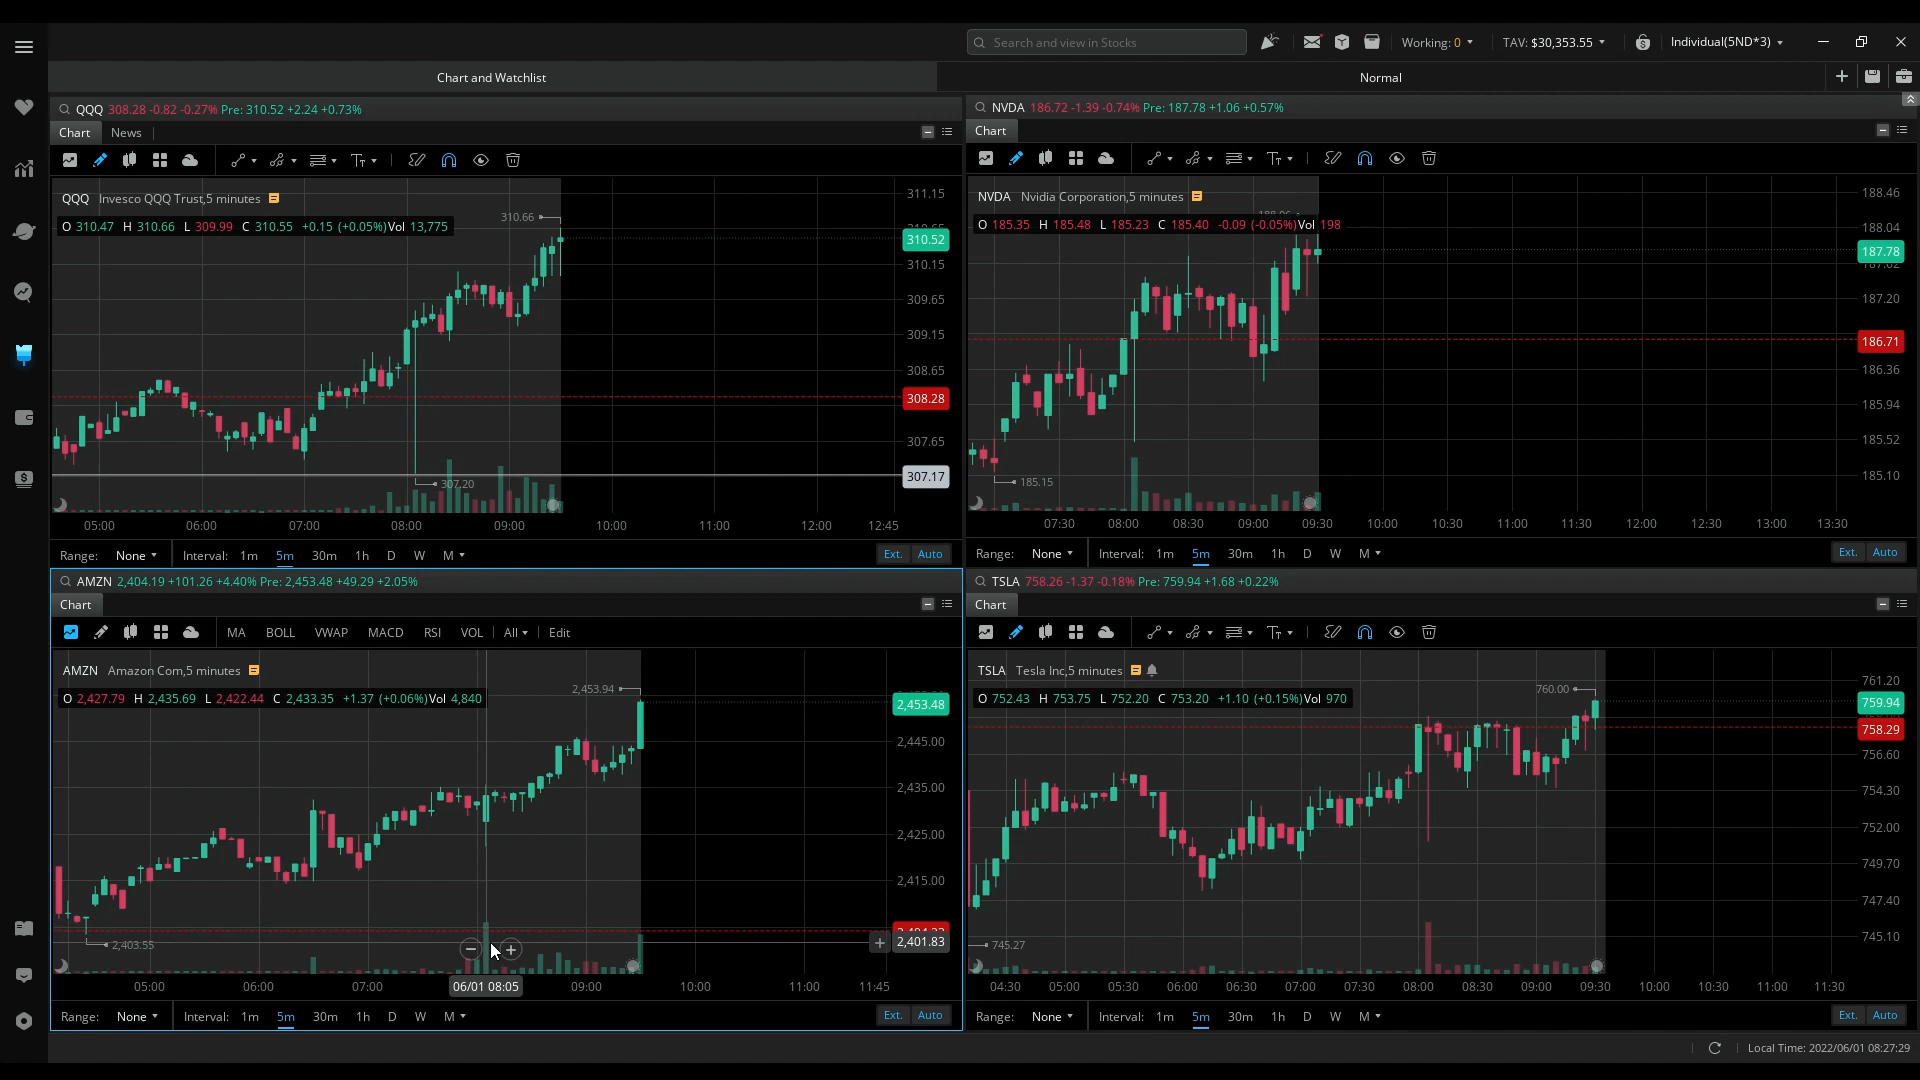 Search and view in Stocks
Working: 0
TAV: $30,353.55
Individual(5ND*3)
Chart and Watchlist
Normal
QQQ 308.28 -0.82 -0.27% Pre: 310.52 +2.24 +0.73%
Chart News
QQQ Invesco QQQ Trust,5 minutes
O 310.47 H 310.66 L 309.99 C 310.55 +0.15 (+0.05%)Vol 13,775
310.66
311.15
310.52
310.15
309.65
309.15
308.65
308.28
307.65
307.17
307.20
05:00 06:00 07:00 08:00 09:00 10:00 11:00 12:00 12:45
Range: None Interval: 1m 5m 30m 1h D W M Ext. Auto
NVDA 186.72 -1.39 -0.74% Pre: 187.78 +1.06 +0.57%
Chart
NVDA Nvidia Corporation,5 minutes
O 185.35 H 185.48 L 185.23 C 185.40 -0.09 (-0.05%)Vol 198
188.46
188.04
187.78
187.20
186.71
186.36
185.94
185.52
185.10
185.15
07:30 08:00 08:30 09:00 09:30 10:00 10:30 11:00 11:30 12:00 12:30 13:00 13:30
Range: None Interval: 1m 5m 30m 1h D W M Ext. Auto
AMZN 2,404.19 +101.26 +4.40% Pre: 2,453.48 +49.29 +2.05%
Chart
MA BOLL VWAP MACD RSI VOL All Edit
AMZN Amazon Com,5 minutes
O 2,427.79 H 2,435.69 L 2,422.44 C 2,433.35 +1.37 (+0.06%)Vol 4,840
2,453.94
2,453.48
2,445.00
2,435.00
2,425.00
2,415.00
2,401.83
2,403.55
05:00 06:00 07:00 06/01 08:05 09:00 10:00 11:00 11:45
Range: None Interval: 1m 5m 30m 1h D W M Ext. Auto
TSLA 758.26 -1.37 -0.18% Pre: 759.94 +1.68 +0.22%
Chart
TSLA Tesla Inc,5 minutes
O 752.43 H 753.75 L 752.20 C 753.20 +1.10 (+0.15%)Vol 970
760.00
761.20
759.94
758.29
756.60
754.30
752.00
749.70
747.40
745.10
745.27
04:30 05:00 05:30 06:00 06:30 07:00 07:30 08:00 08:30 09:00 09:30 10:00 10:30 11:00 11:30
Range: None Interval: 1m 5m 30m 1h D W M Ext. Auto
Local Time: 2022/06/01 08:27:29